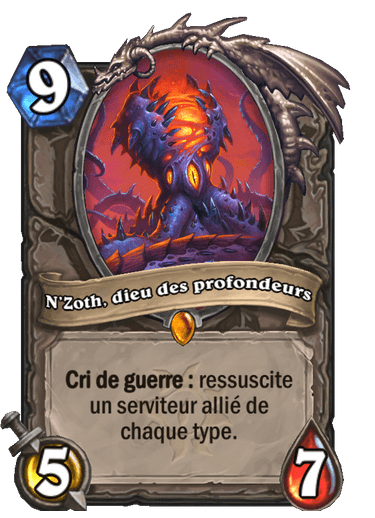 9
N'Zoth, dieu des profondeurs
Cri de guerre : ressuscite
un serviteur allié de
chaque type.
5
7